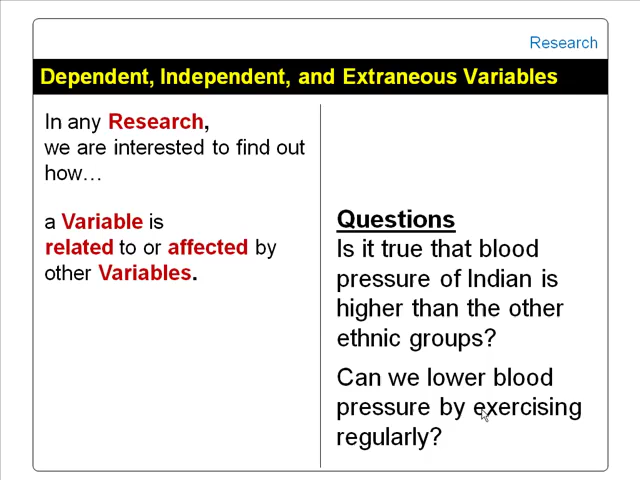 Research
Dependent, Independent, and Extraneous Variables
In any Research,
we are interested to find out
how…
a Variable is
related to or affected by
other Variables.
Questions
Is it true that blood
pressure of Indian is
higher than the other
ethnic groups?
Can we lower blood
pressure by exercising
regularly?